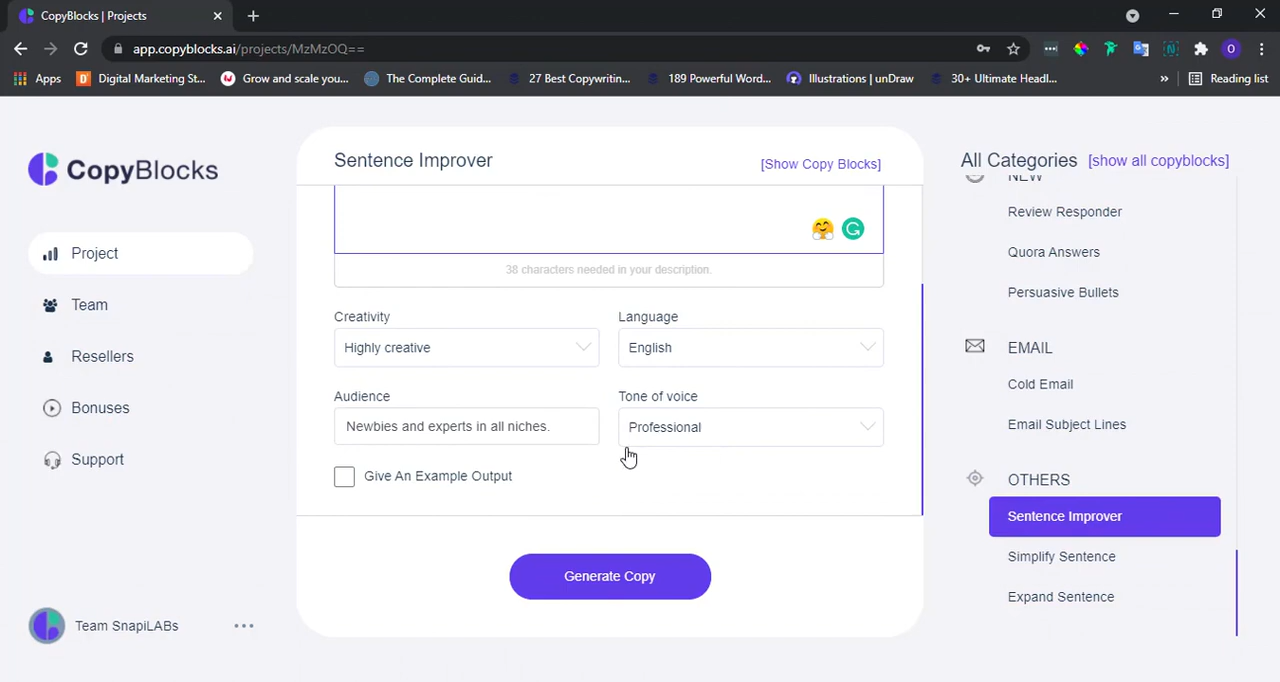 CopyBlocks | Projects
app.copyblocks.ai/projects/MzMzOQ==
Apps
Digital Marketing St...
Grow and scale you...
The Complete Guid...
27 Best Copywritin...
189 Powerful Word...
Illustrations | unDraw
30+ Ultimate Headl...
»
Reading list
CopyBlocks
Project
Team
Resellers
Bonuses
Support
Team SnapiLABs
Sentence Improver
[Show Copy Blocks]
38 characters needed in your description.
Creativity
Language
Highly creative
English
Audience
Tone of voice
Newbies and experts in all niches.
Professional
Give An Example Output
Generate Copy
All Categories [show all copyblocks]
NEW
Review Responder
Quora Answers
Persuasive Bullets
EMAIL
Cold Email
Email Subject Lines
OTHERS
Sentence Improver
Simplify Sentence
Expand Sentence